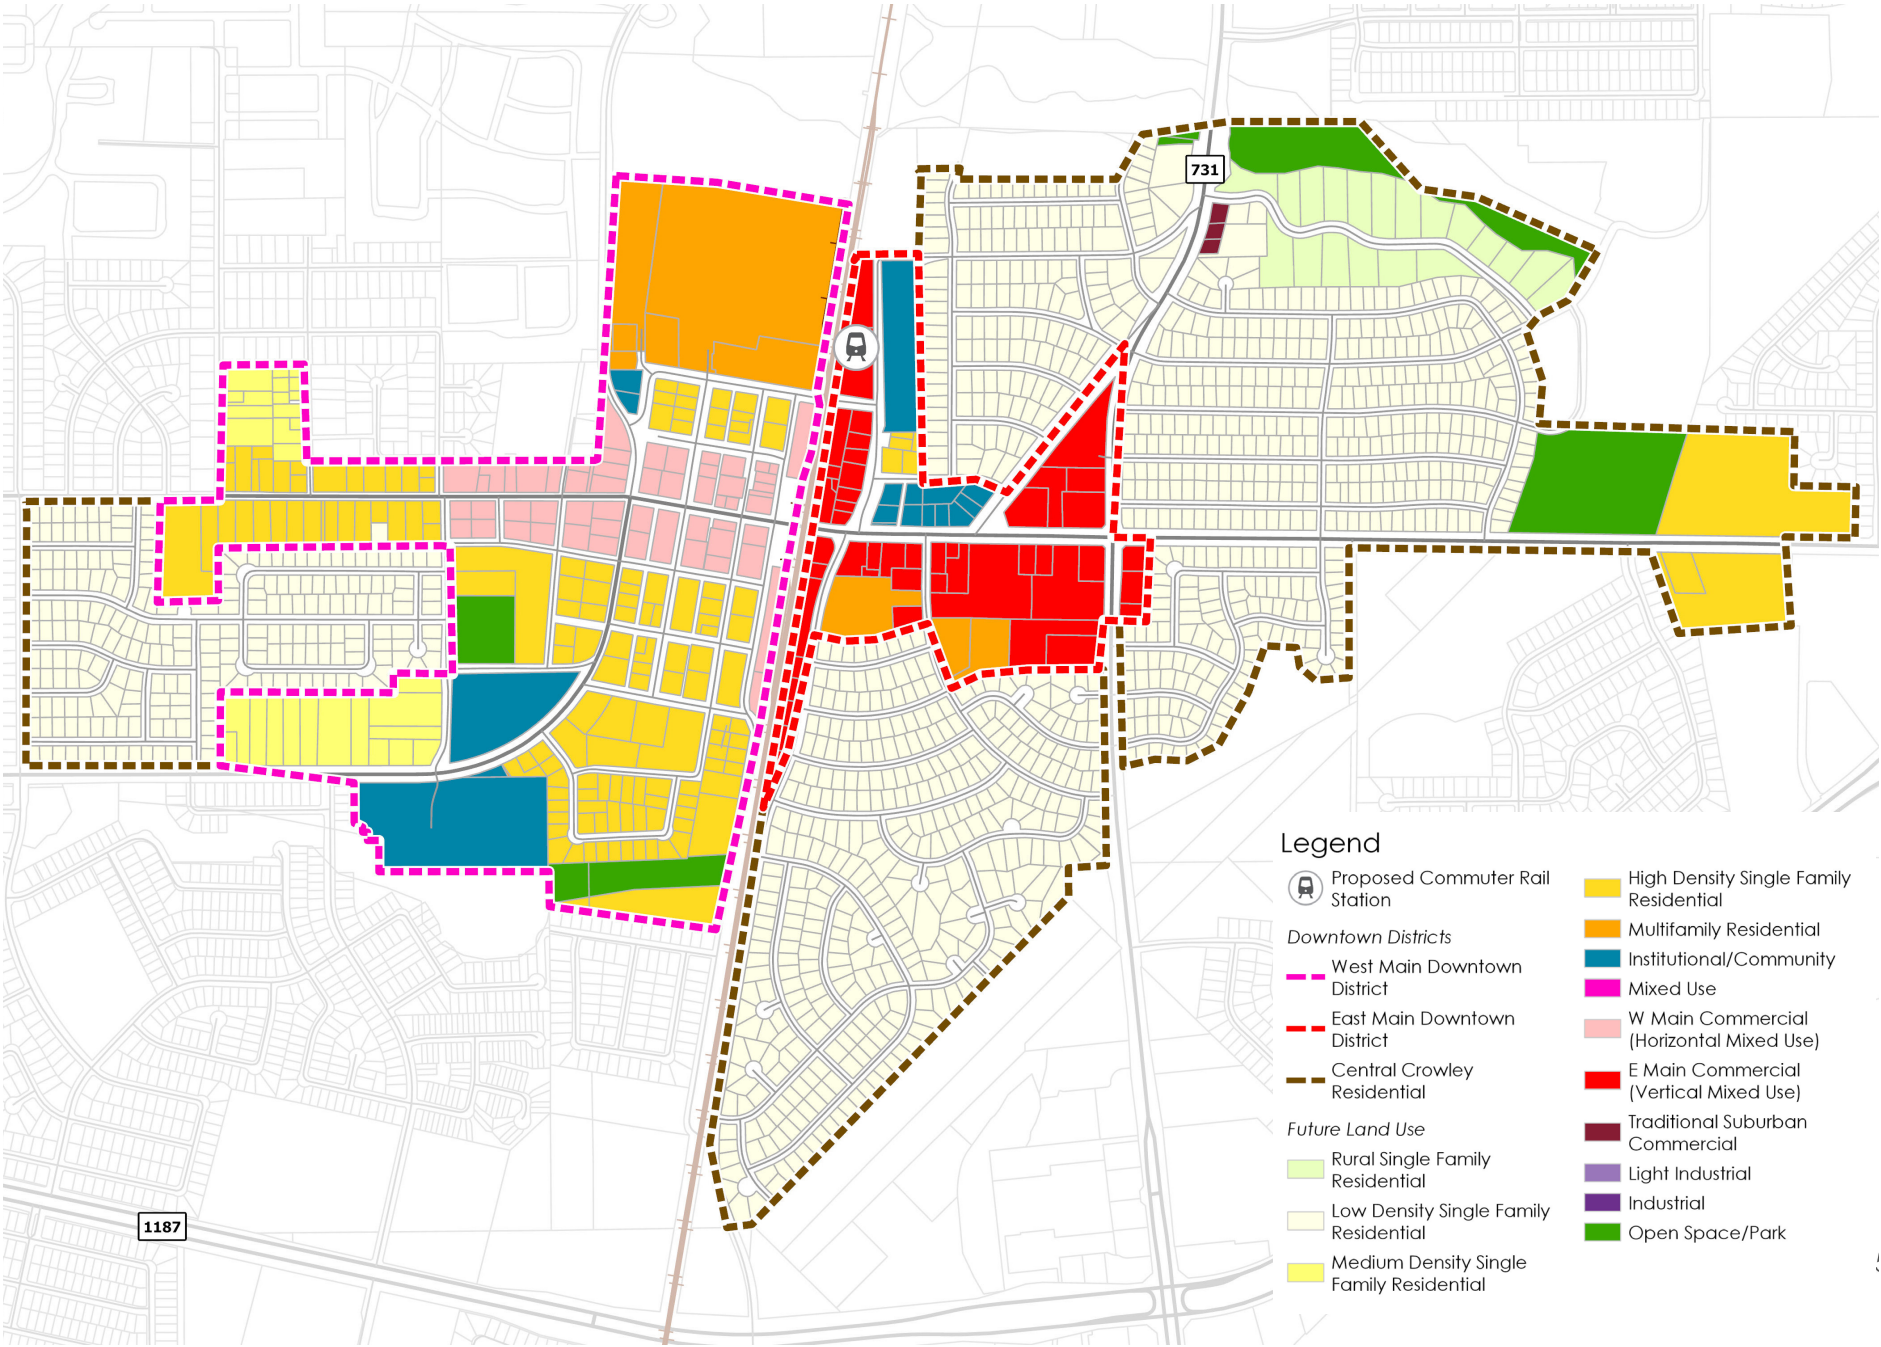 731
1187
Legend
Proposed Commuter Rail
Station
Downtown Districts
West Main Downtown
District
East Main Downtown
District
Central Crowley
Residential
Future Land Use
Rural Single Family
Residential
Low Density Single Family
Residential
Medium Density Single
Family Residential
High Density Single Family
Residential
Multifamily Residential
Institutional/Community
Mixed Use
W Main Commercial
(Horizontal Mixed Use)
E Main Commercial
(Vertical Mixed Use)
Traditional Suburban
Commercial
Light Industrial
Industrial
Open Space/Park